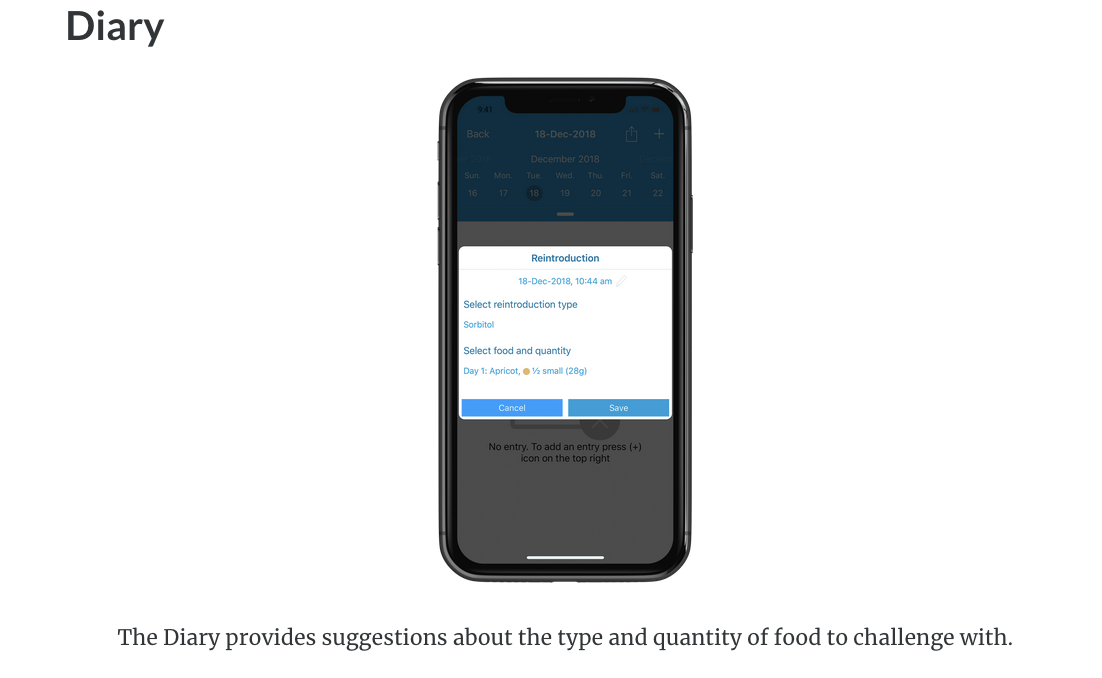 Diary
9:41
Back 18-Dec-2018 +
December 2018
Sun. Mon. Tue. Wed. Thu. Fri. Sat.
16 17 18 19 20 21 22
Reintroduction
18-Dec-2018, 10:44 am
Select reintroduction type
Sorbitol
Select food and quantity
Day 1: Apricot, ½ small (28g)
Cancel Save
No entry. To add an entry press (+)
icon on the top right
The Diary provides suggestions about the type and quantity of food to challenge with.